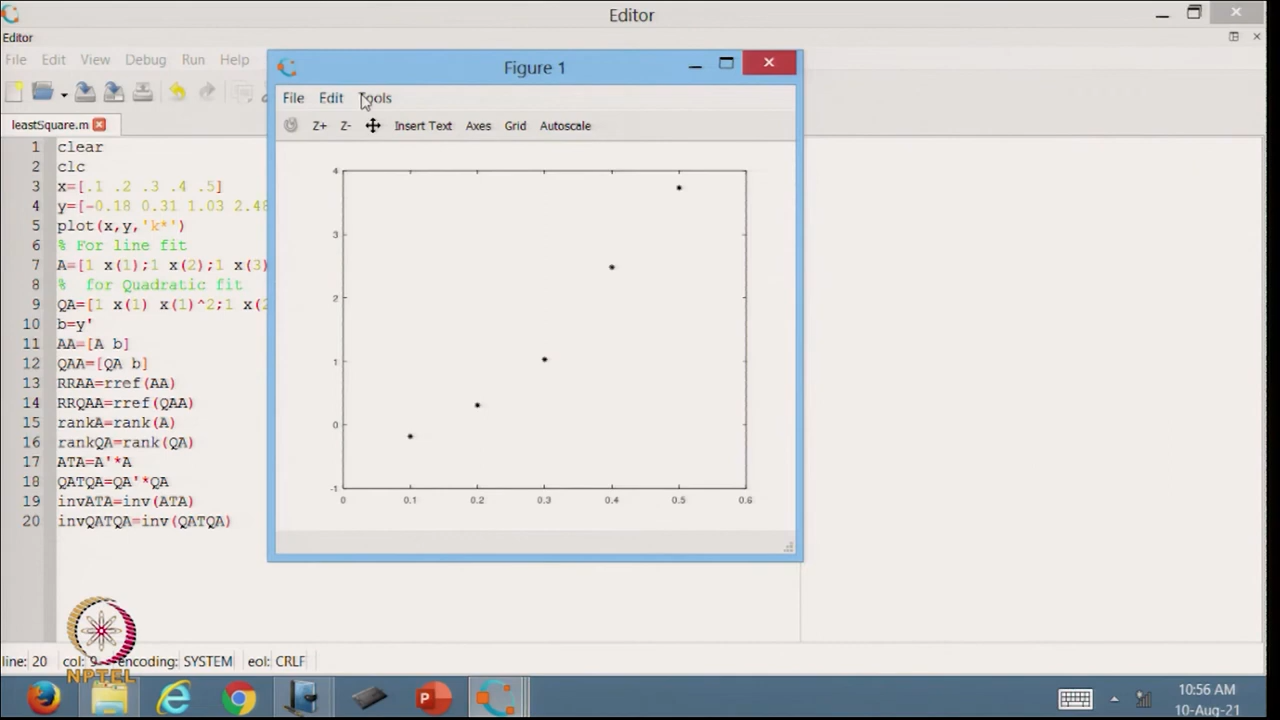 Editor
Editor
File Edit View Debug Run Help
leastSquare.m
1 clear
2 clc
3 x=[.1 .2 .3 .4 .5]
4 y=[-0.18 0.31 1.03 2.48
5 plot(x,y,'k*')
6 % For line fit
7 A=[1 x(1);1 x(2);1 x(3)
8 % for Quadratic fit
9 QA=[1 x(1) x(1)^2;1 x(2
10 b=y'
11 AA=[A b]
12 QAA=[QA b]
13 RRAA=rref(AA)
14 RRQAA=rref(QAA)
15 rankA=rank(A)
16 rankQA=rank(QA)
17 ATA=A'*A
18 QATQA=QA'*QA
19 invATA=inv(ATA)
20 invQATQA=inv(QATQA)
Figure 1
File Edit Tools
Z+ Z- Insert Text Axes Grid Autoscale
4
3
2
1
0
-1
0 0.1 0.2 0.3 0.4 0.5 0.6
line: 20 col: 9 encoding: SYSTEM eol: CRLF
NPTEL
10:56 AM
10-Aug-21